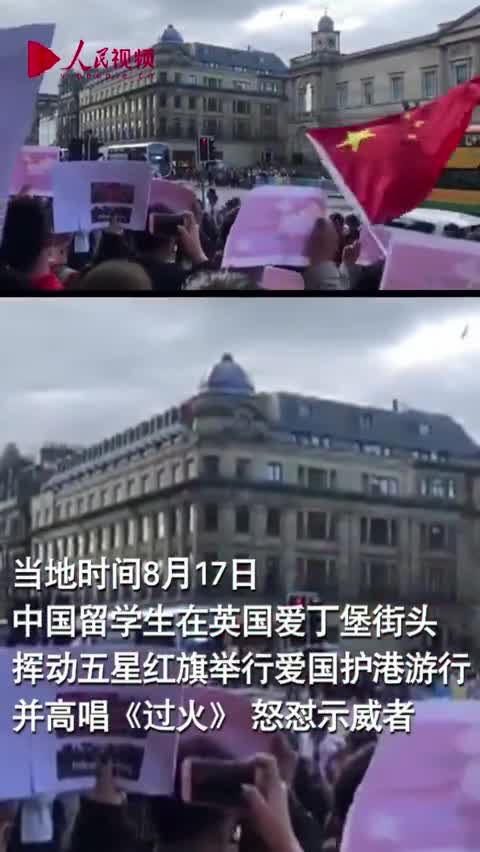 人民视频
当地时间8月17日
中国留学生在英国爱丁堡街头
挥动五星红旗举行爱国护港游行
并高唱《过火》 怒怼示威者